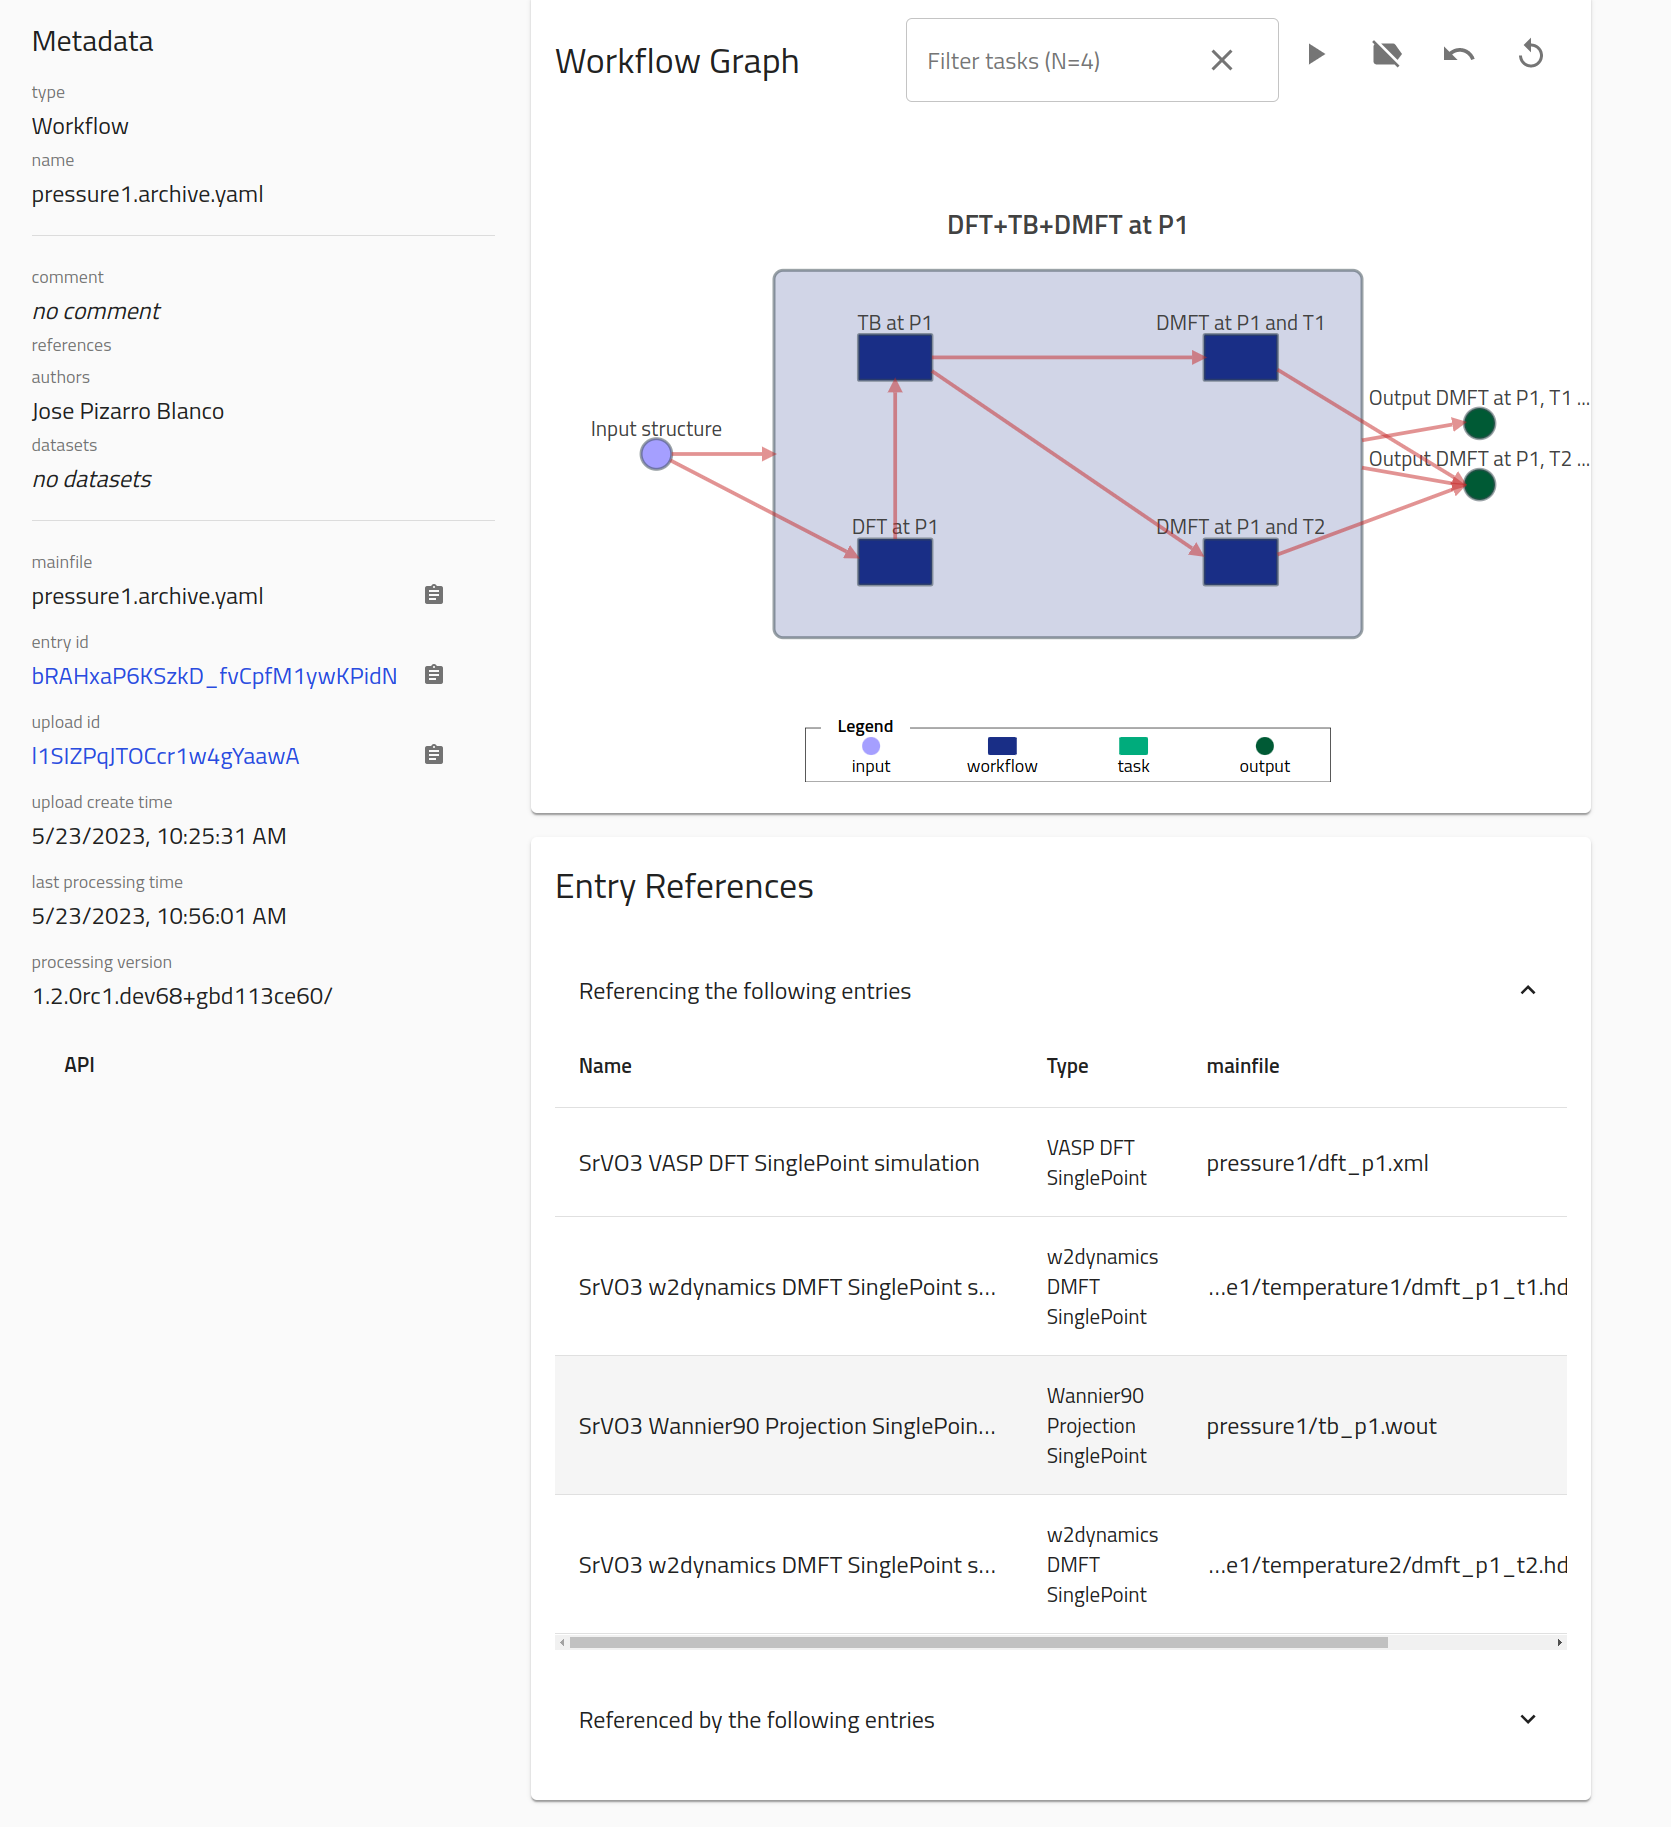 Metadata
type
Workflow
name
pressure1.archive.yaml
comment
no comment
references
authors
Jose Pizarro Blanco
datasets
no datasets
mainfile
pressure1.archive.yaml
entry id
bRAHxaP6KSzkD_fvCpfM1ywKPidN
upload id
l1SIZPqJTOCcr1w4gYaawA
upload create time
5/23/2023, 10:25:31 AM
last processing time
5/23/2023, 10:56:01 AM
processing version
1.2.0rc1.dev68+gbd113ce60/
API
Workflow Graph
Filter tasks (N=4)
DFT+TB+DMFT at P1
TB at P1
DMFT at P1 and T1
Output DMFT at P1, T1 ...
Input structure
Output DMFT at P1, T2 ...
DFT at P1
DMFT at P1 and T2
Legend
input
workflow
task
output
Entry References
Referencing the following entries
Name Type mainfile
SrVO3 VASP DFT SinglePoint simulation
VASP DFT
SinglePoint
pressure1/dft_p1.xml
SrVO3 w2dynamics DMFT SinglePoint s...
w2dynamics
DMFT
SinglePoint
...e1/temperature1/dmft_p1_t1.hd
SrVO3 Wannier90 Projection SinglePoin...
Wannier90
Projection
SinglePoint
pressure1/tb_p1.wout
SrVO3 w2dynamics DMFT SinglePoint s...
w2dynamics
DMFT
SinglePoint
...e1/temperature2/dmft_p1_t2.hd
Referenced by the following entries